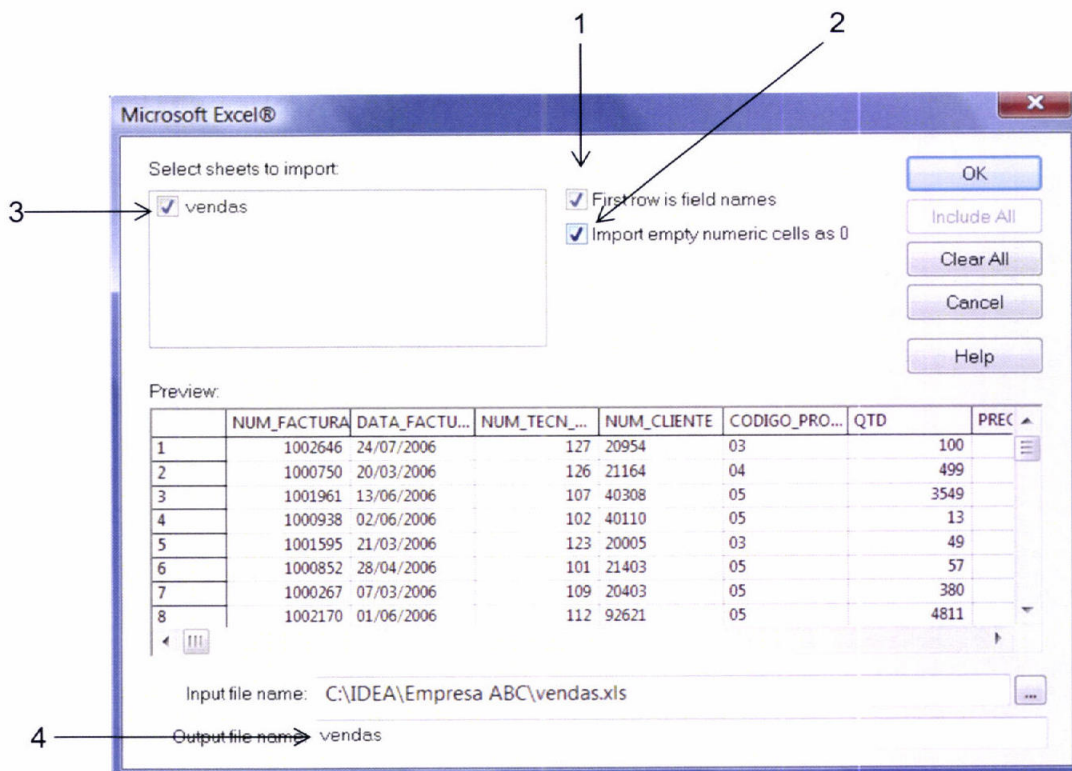 1
2
Microsoft Excel®
Select sheets to import:
3
vendas
First row is field names
Import empty numeric cells as 0
OK
Include All
Clear All
Cancel
Help
Preview:
NUM_FACTURA DATA_FACTU... NUM_TECN_... NUM_CLIENTE CODIGO_PRO... QTD PREC
1 1002646 24/07/2006 127 20954 03 100
2 1000750 20/03/2006 126 21164 04 499
3 1001961 13/06/2006 107 40308 05 3549
4 1000938 02/06/2006 102 40110 05 13
5 1001595 21/03/2006 123 20005 03 49
6 1000852 28/04/2006 101 21403 05 57
7 1000267 07/03/2006 109 20403 05 380
8 1002170 01/06/2006 112 92621 05 4811
Input file name: C:\IDEA\Empresa ABC\vendas.xls ...
4
Output file name: vendas